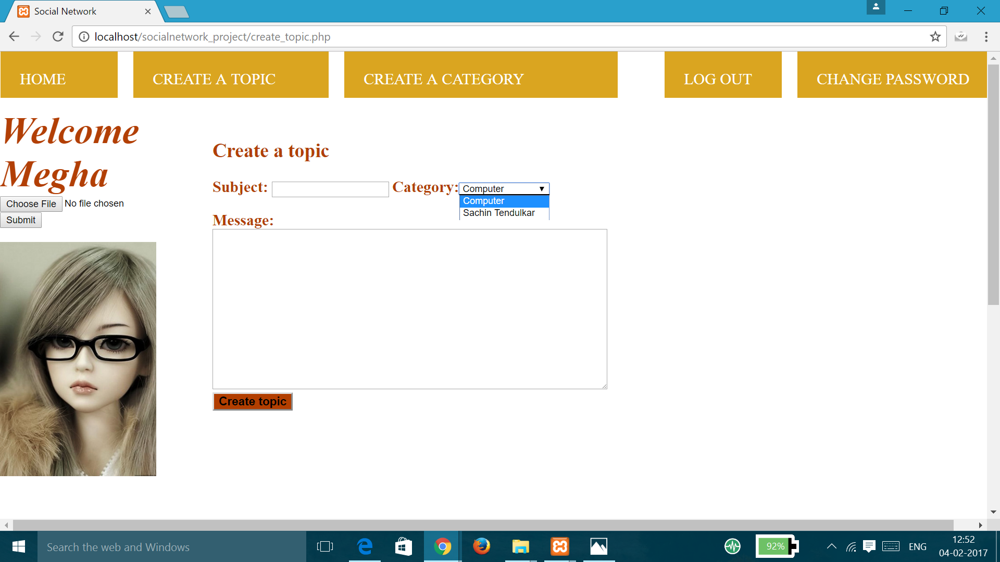 Social Network
localhost/socialnetwork_project/create_topic.php
HOME CREATE A TOPIC CREATE A CATEGORY LOG OUT CHANGE PASSWORD
Welcome
Megha
Choose File No file chosen
Submit
Create a topic
Subject: Category: Computer
Computer
Sachin Tendulkar
Message:
Create topic
Search the web and Windows
92%
ENG
12:52
04-02-2017